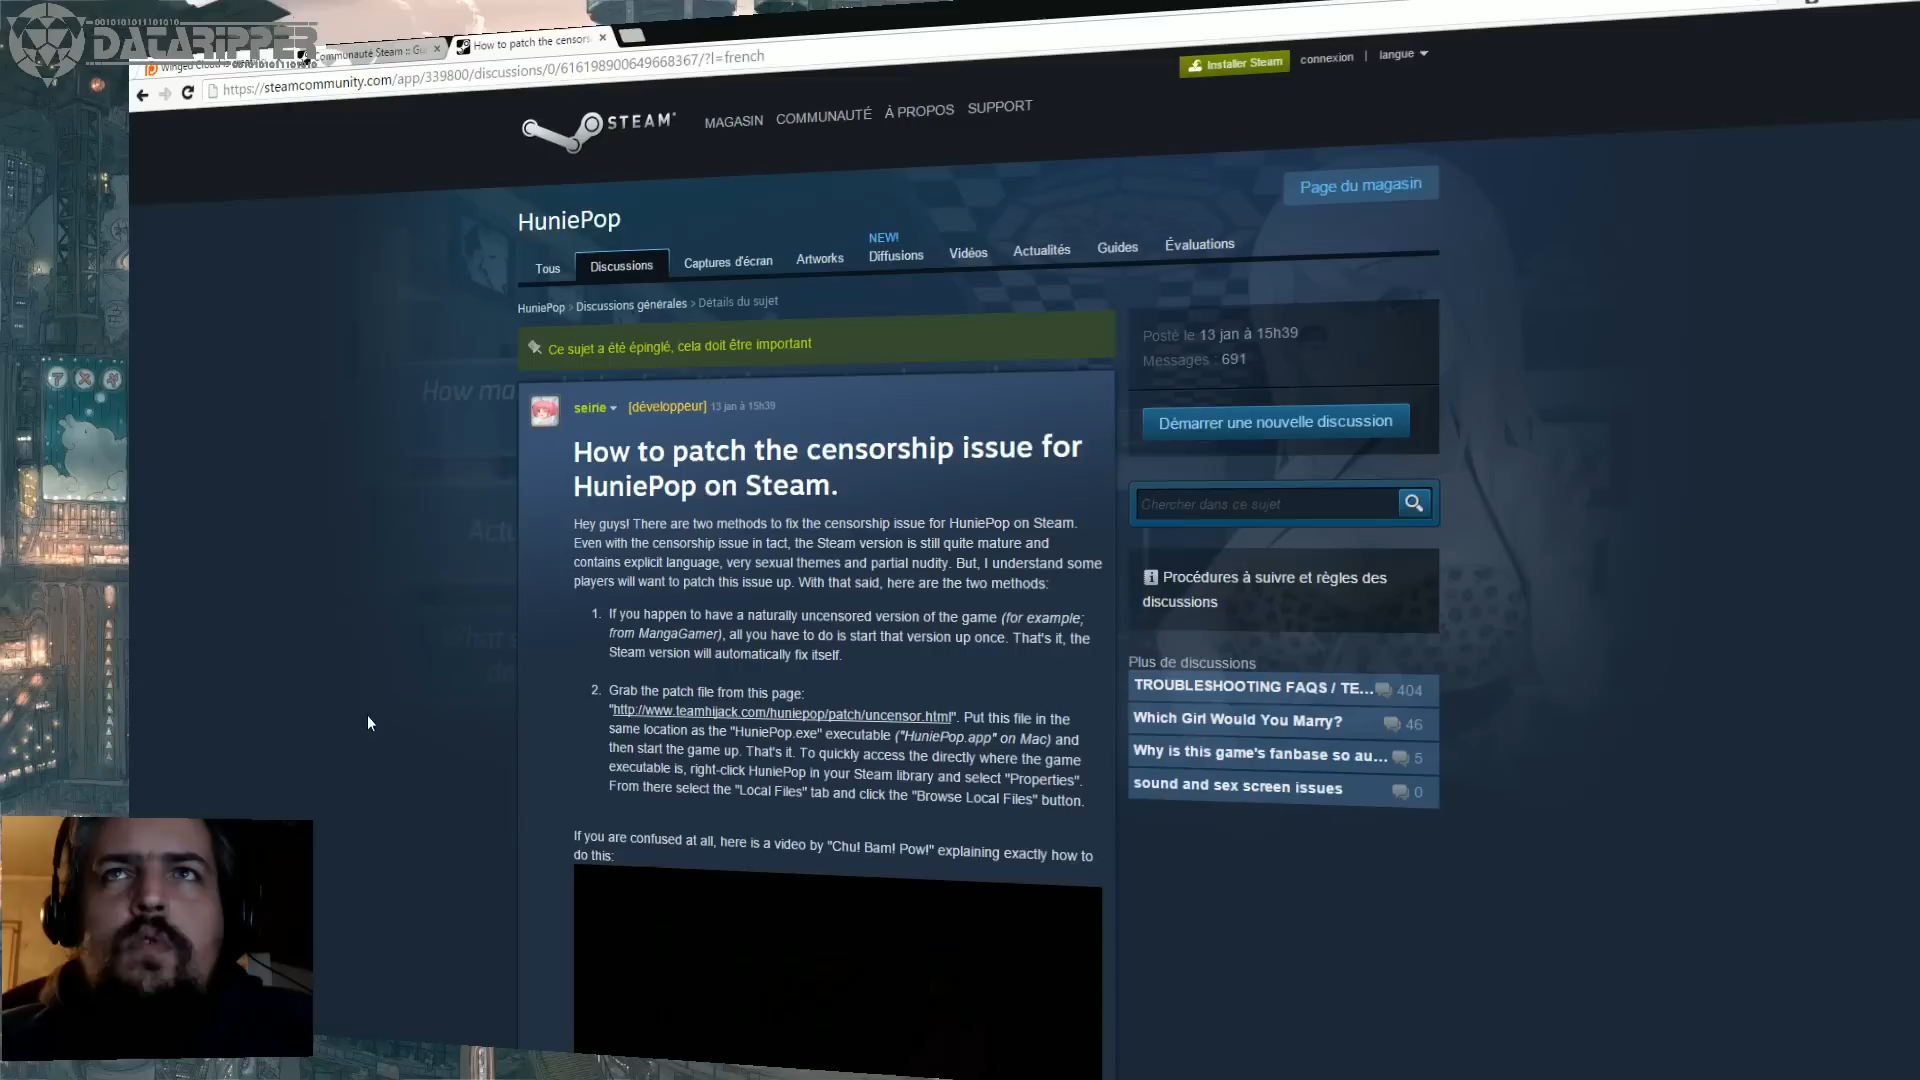 0010101011101010
DATARIPPER
Communauté Steam :: Gu
How to patch the censors
https://steamcommunity.com/app/339800/discussions/0/616198900649668367/?l=french
Installer Steam
connexion | langue
STEAM
MAGASIN COMMUNAUTÉ À PROPOS SUPPORT
Page du magasin
HuniePop
NEW!
Tous Discussions Captures d'écran Artworks Diffusions Vidéos Actualités Guides Évaluations
HuniePop > Discussions générales > Détails du sujet
Ce sujet a été épinglé, cela doit être important
seirie [développeur] 13 jan à 15h39
How to patch the censorship issue for
HuniePop on Steam.
Hey guys! There are two methods to fix the censorship issue for HuniePop on Steam.
Even with the censorship issue in tact, the Steam version is still quite mature and
contains explicit language, very sexual themes and partial nudity. But, I understand some
players will want to patch this issue up. With that said, here are the two methods:
1. If you happen to have a naturally uncensored version of the game (for example;
from MangaGamer), all you have to do is start that version up once. That's it, the
Steam version will automatically fix itself.
2. Grab the patch file from this page:
"http://www.teamhijack.com/huniepop/patch/uncensor.html". Put this file in the
same location as the "HuniePop.exe" executable ("HuniePop.app" on Mac) and
then start the game up. That's it. To quickly access the directly where the game
executable is, right-click HuniePop in your Steam library and select "Properties".
From there select the "Local Files" tab and click the "Browse Local Files" button.
If you are confused at all, here is a video by "Chu! Bam! Pow!" explaining exactly how to
do this:
Posté le 13 jan à 15h39
Messages : 691
Démarrer une nouvelle discussion
Chercher dans ce sujet
Procédures à suivre et règles des
discussions
Plus de discussions
TROUBLESHOOTING FAQS / TE... 404
Which Girl Would You Marry? 46
Why is this game's fanbase so au... 5
sound and sex screen issues 0
How ma